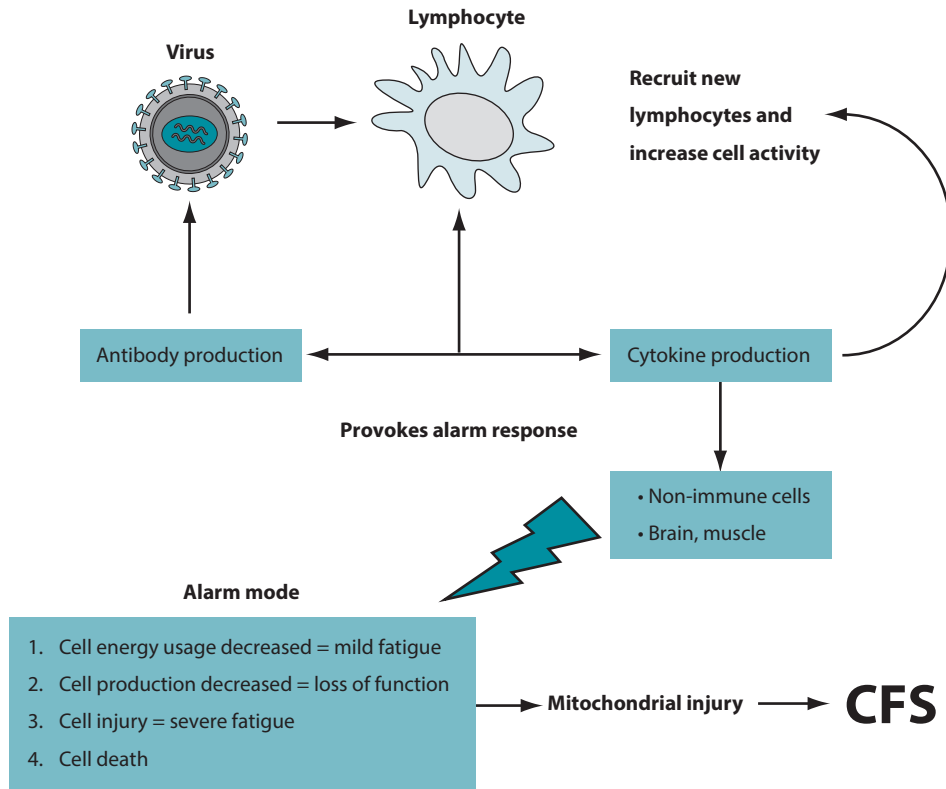 Lymphocyte
Virus
Recruit new
lymphocytes and
increase cell activity
Antibody production
Cytokine production
Provokes alarm response
• Non-immune cells
• Brain, muscle
Alarm mode
1. Cell energy usage decreased = mild fatigue
2. Cell production decreased = loss of function
3. Cell injury = severe fatigue
4. Cell death
Mitochondrial injury
CFS